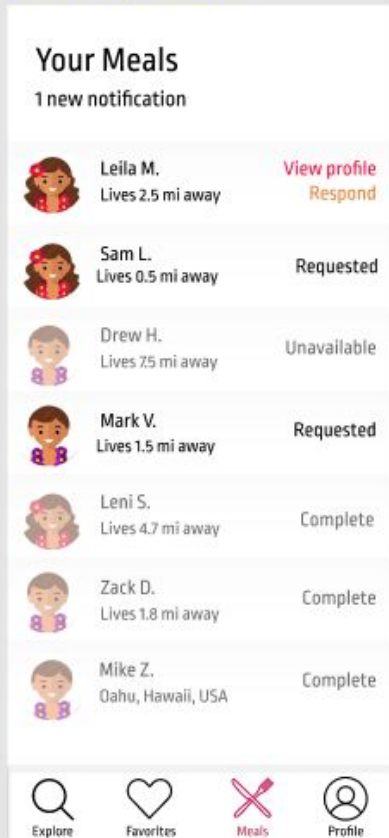 Your Meals
1 new notification
Leila M.
View profile
Lives 2.5 mi away
Respond
Sam L.
Lives 0.5 mi away
Requested
Drew H.
Lives 7.5 mi away
Unavailable
Mark V.
Lives 1.5 mi away
Requested
Leni S.
Lives 4.7 mi away
Complete
Zack D.
Lives 1.8 mi away
Complete
Mike Z.
Oahu, Hawaii, USA
Complete
Explore
Favorites
Meals
Profile